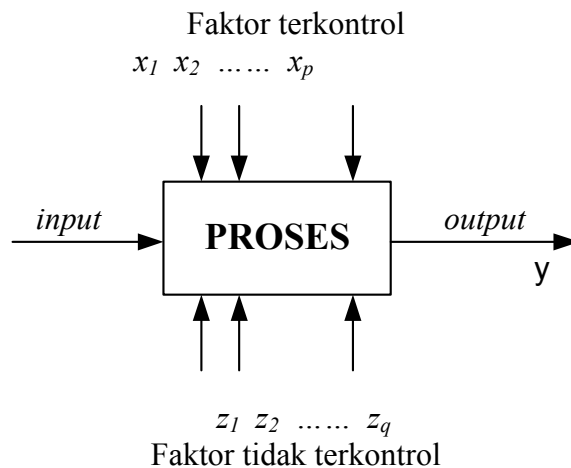 Faktor terkontrol
x1 x2 ...... xp
input
PROSES
output
y
z1 z2 ...... zq
Faktor tidak terkontrol